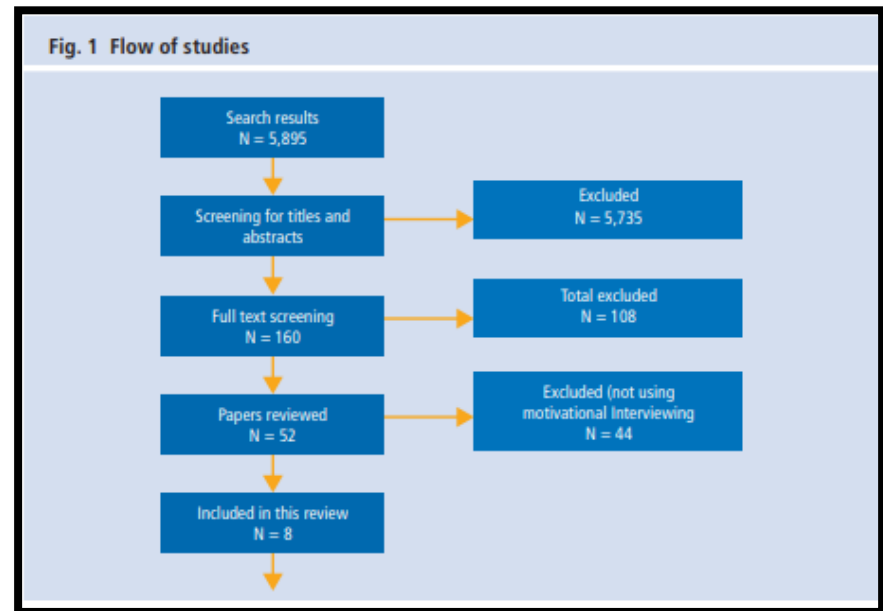 Fig. 1 Flow of studies
Search results
N = 5,895
Screening for titles and
abstracts
Excluded
N = 5,735
Full text screening
N = 160
Total excluded
N = 108
Papers reviewed
N = 52
Excluded (not using
motivational Interviewing
N = 44
Included in this review
N = 8